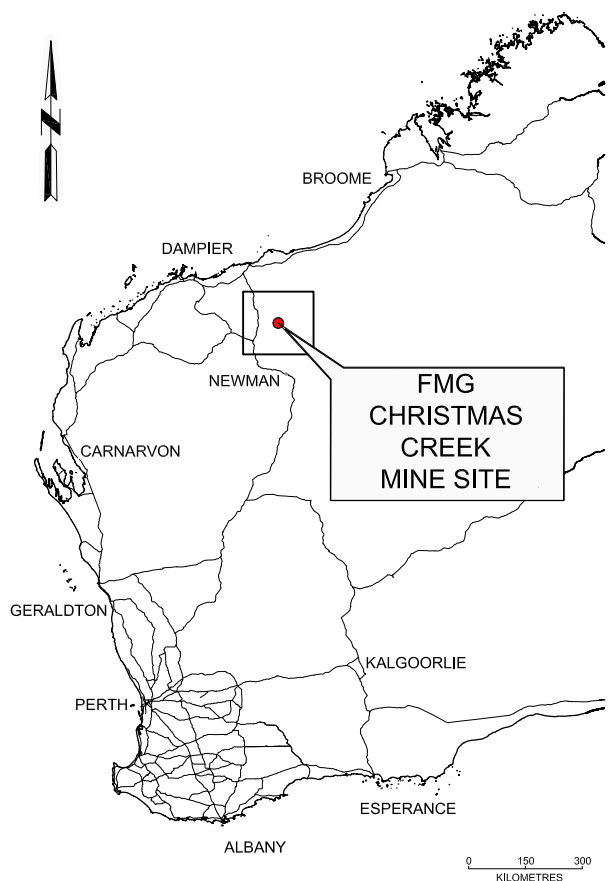 N
BROOME
DAMPIER
NEWMAN
FMG
CHRISTMAS
CREEK
MINE SITE
CARNARVON
GERALDTON
KALGOORLIE
PERTH
ESPERANCE
ALBANY
0 150 300
KILOMETRES